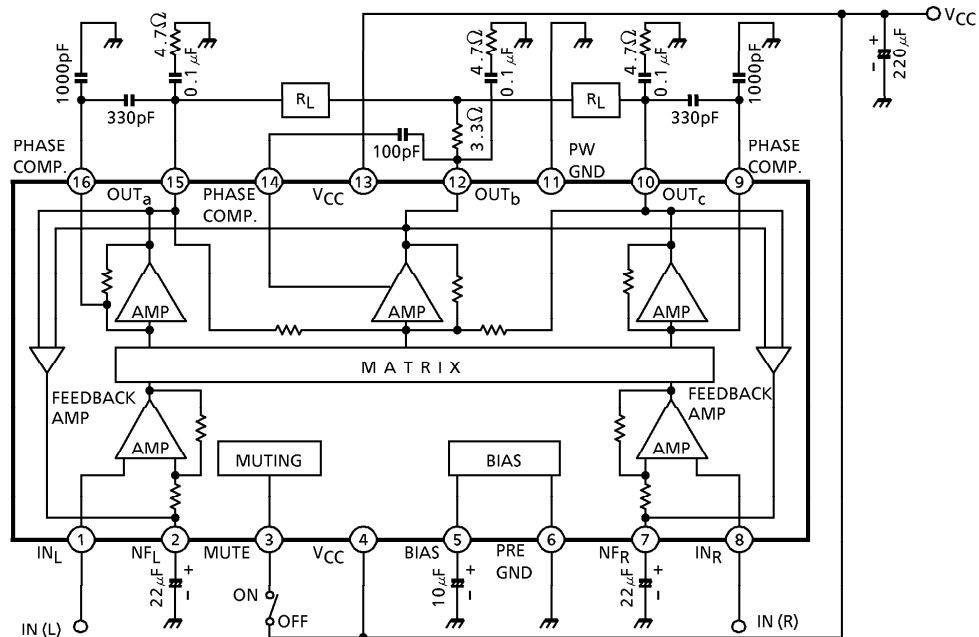 VCC
4.7Ω
0.1μF
1000pF
330pF
RL
4.7Ω
0.1μF
3.3Ω
100pF
RL
4.7Ω
0.1μF
330pF
1000pF
220μF
+
-
PHASE
COMP.
16
OUTa
15
PHASE
COMP.
14
VCC
13
12
OUTb
11
PW
GND
10
OUTc
9
PHASE
COMP.
AMP
AMP
AMP
MATRIX
FEEDBACK
AMP
AMP
FEEDBACK
AMP
AMP
MUTING
BIAS
1
INL
2
NFL
3
MUTE
4
VCC
5
BIAS
6
PRE
GND
7
NFR
8
INR
22μF
+
-
ON
OFF
10μF
+
-
22μF
+
-
IN (L)
IN (R)